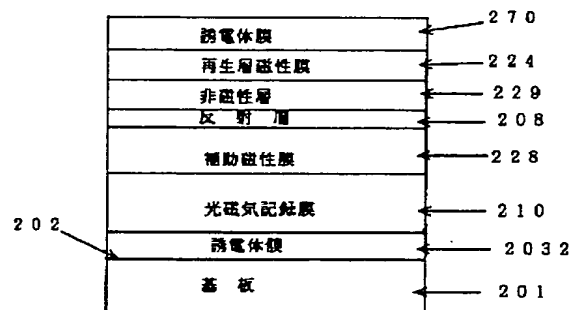 誘電体膜 270
再生層磁性膜 224
非磁性層 229
反射層 208
補助磁性膜 228
光磁気記録膜 210
202
誘電体膜 2032
基板 201